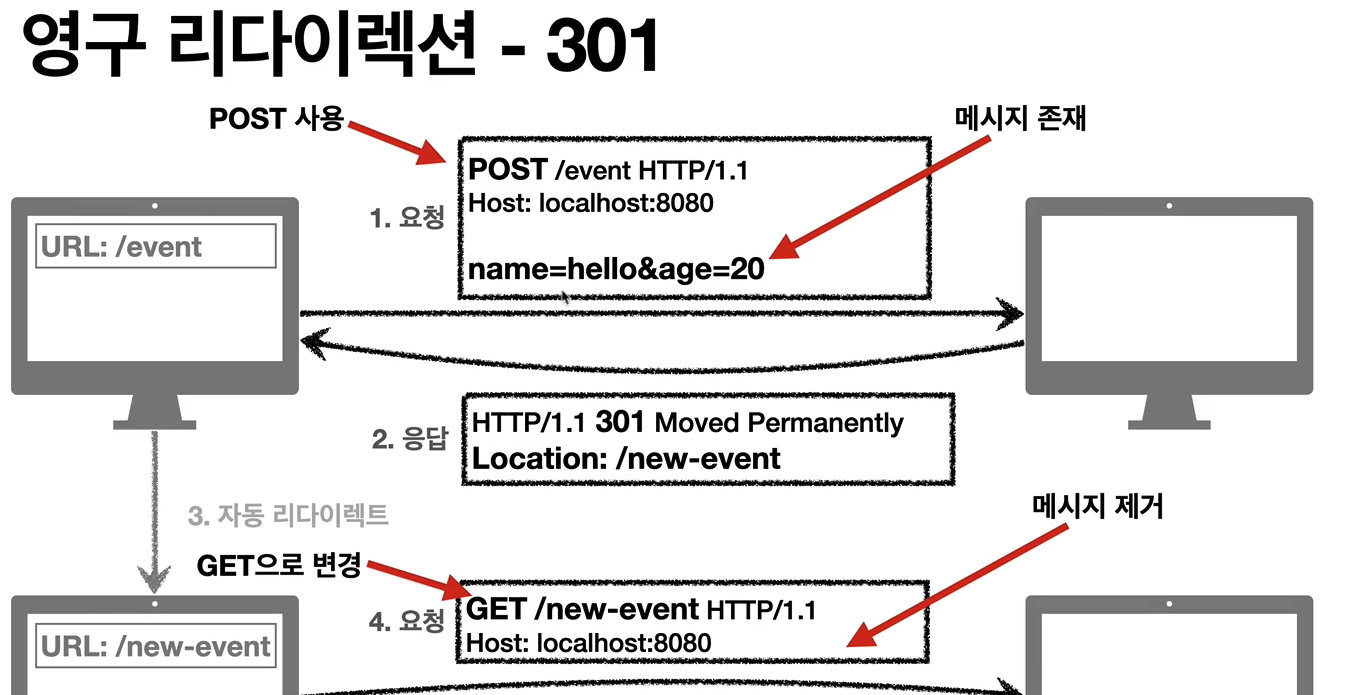 영구 리다이렉션 - 301
POST 사용
메시지 존재
1. 요청
POST /event HTTP/1.1
Host: localhost:8080
name=hello&age=20
URL: /event
2. 응답
HTTP/1.1 301 Moved Permanently
Location: /new-event
3. 자동 리다이렉트
메시지 제거
GET으로 변경
4. 요청
GET /new-event HTTP/1.1
Host: localhost:8080
URL: /new-event